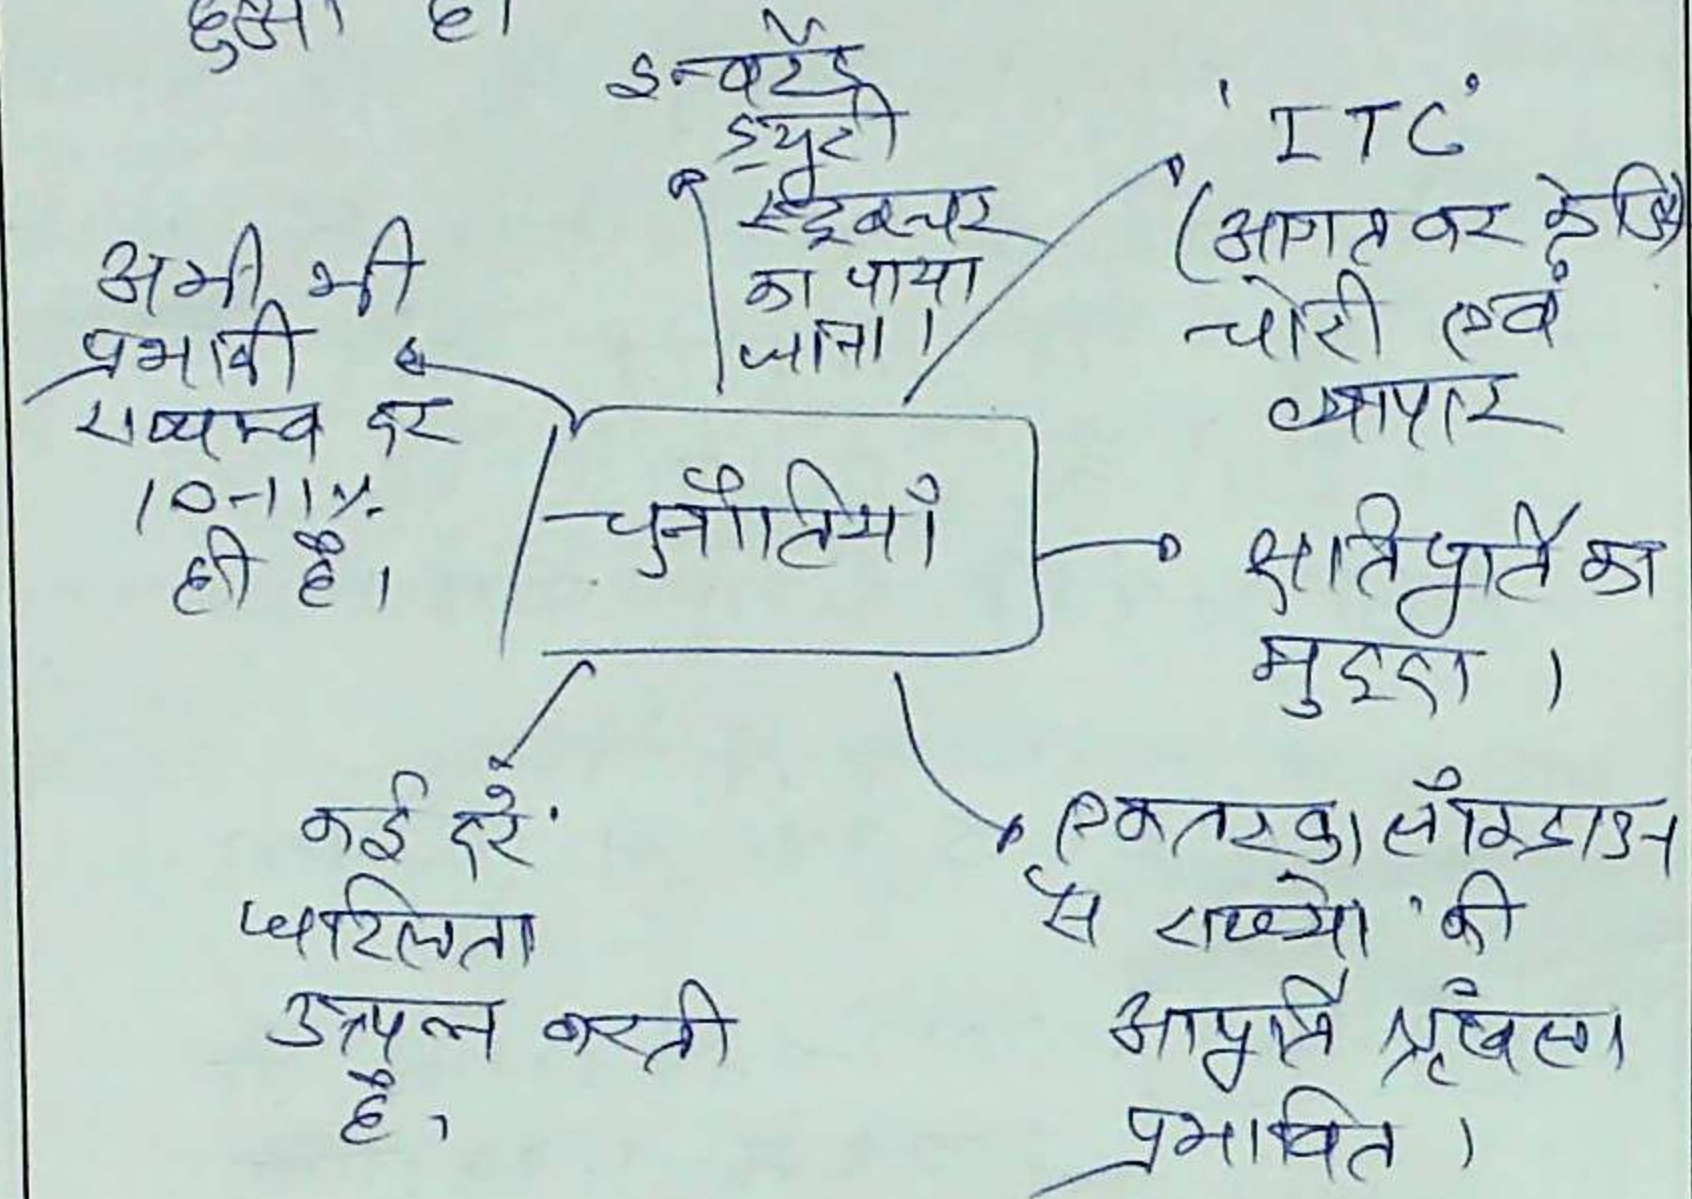 हुआ है।
इन्वर्टेड
ड्यूटी
स्ट्रक्चर
का पाया
जाना।
'ITC'
(आगत कर क्रेडिट)
चोरी एवं
व्यापार
अभी भी
प्रभावी
राजस्व दर
10-11%
ही है।
चुनौतियाँ
क्षतिपूर्ति का
मुद्दा।
कई दरें
जटिलता
उत्पन्न करती
है,
एकतरफा लॉकडाउन
से राज्यों की
आपूर्ति श्रृंखला
प्रभावित।